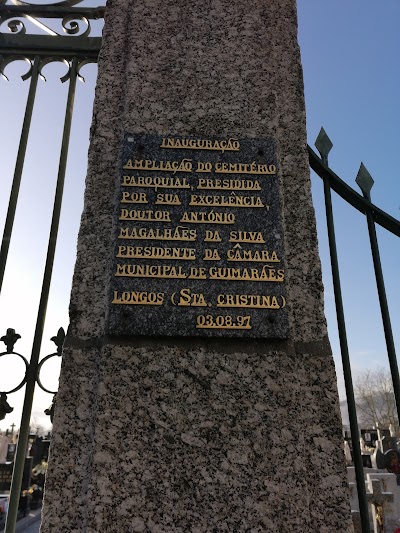 INAUGURAÇÃO
AMPLIAÇÃO DO CEMITÉRIO
PAROQUIAL, PRESIDIDA
POR SUA EXCELÊNCIA,
DOUTOR ANTÓNIO
MAGALHÃES DA SILVA
PRESIDENTE DA CÂMARA
MUNICIPAL DE GUIMARÃES
LONGOS (STA. CRISTINA)
03.08.97